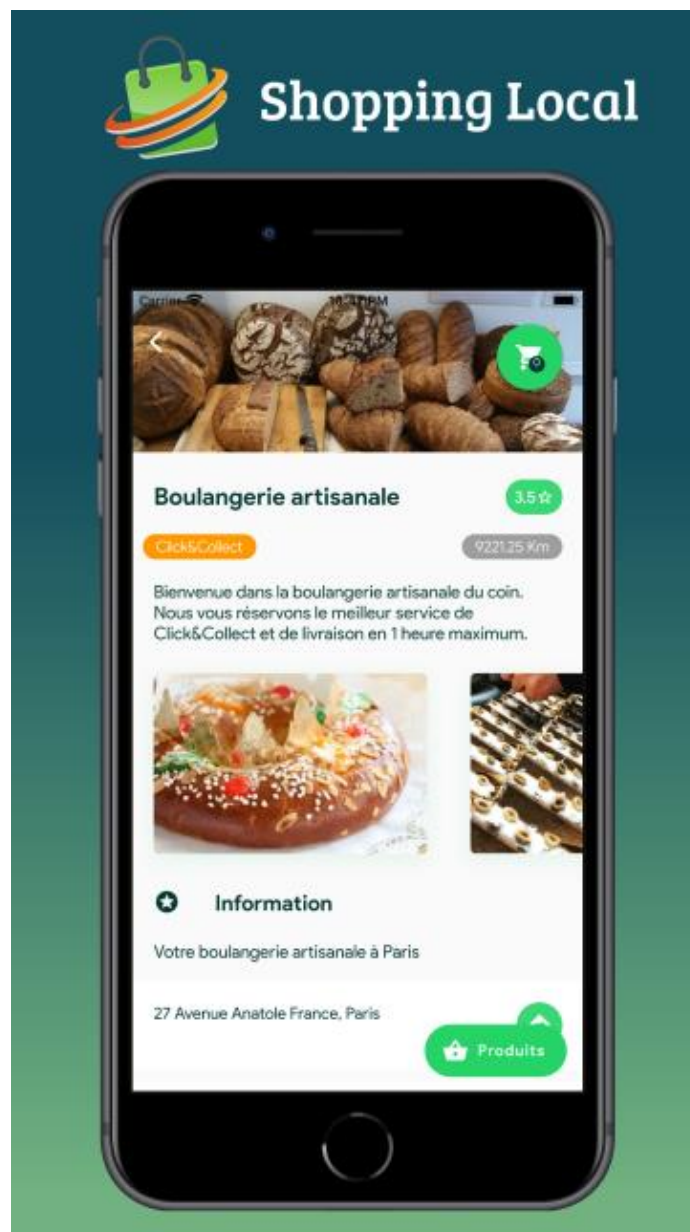 Shopping Local
Carrier
Boulangerie artisanale
3.5
Click&Collect
9221.25 Km
Bienvenue dans la boulangerie artisanale du coin.
Nous vous réservons le meilleur service de
Click&Collect et de livraison en 1 heure maximum.
Information
Votre boulangerie artisanale à Paris
27 Avenue Anatole France, Paris
Produits